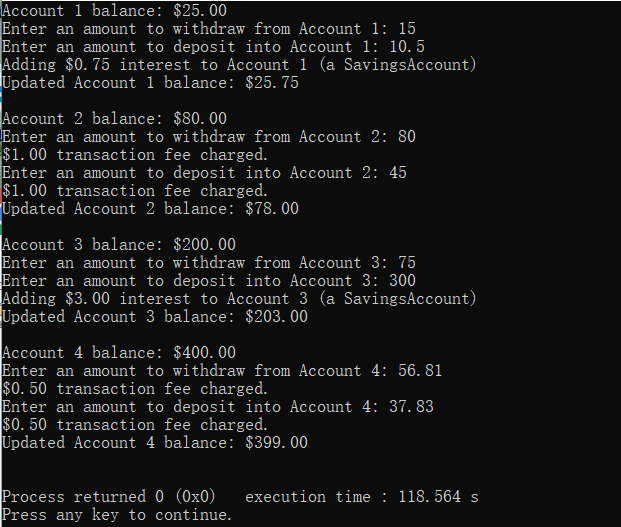 Account 1 balance: $25.00
Enter an amount to withdraw from Account 1: 15
Enter an amount to deposit into Account 1: 10.5
Adding $0.75 interest to Account 1 (a SavingsAccount)
Updated Account 1 balance: $25.75
Account 2 balance: $80.00
Enter an amount to withdraw from Account 2: 80
$1.00 transaction fee charged.
Enter an amount to deposit into Account 2: 45
$1.00 transaction fee charged.
Updated Account 2 balance: $78.00
Account 3 balance: $200.00
Enter an amount to withdraw from Account 3: 75
Enter an amount to deposit into Account 3: 300
Adding $3.00 interest to Account 3 (a SavingsAccount)
Updated Account 3 balance: $203.00
Account 4 balance: $400.00
Enter an amount to withdraw from Account 4: 56.81
$0.50 transaction fee charged.
Enter an amount to deposit into Account 4: 37.83
$0.50 transaction fee charged.
Updated Account 4 balance: $399.00
Process returned 0 (0x0)   execution time : 118.564 s
Press any key to continue.